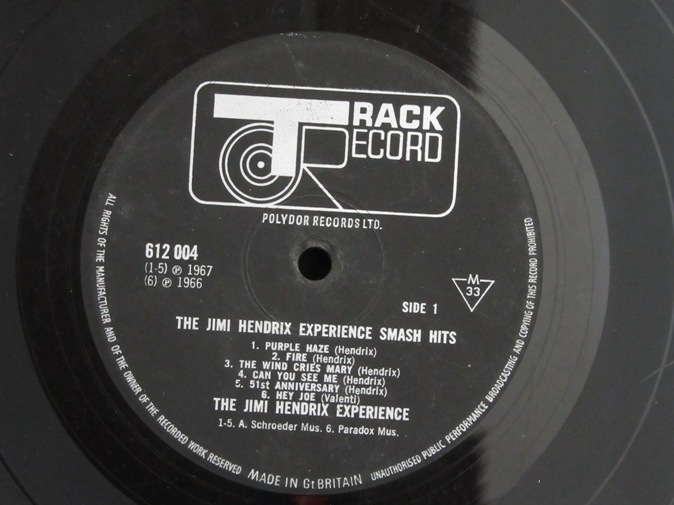 TRACK
RECORD
POLYDOR RECORDS LTD.
612 004
(1-5) ℗ 1967
(6) ℗ 1966
SIDE 1
M
33
THE JIMI HENDRIX EXPERIENCE SMASH HITS
1. PURPLE HAZE (Hendrix)
2. FIRE (Hendrix)
3. THE WIND CRIES MARY (Hendrix)
4. CAN YOU SEE ME (Hendrix)
5. 51st ANNIVERSARY (Hendrix)
6. HEY JOE (Valenti)
THE JIMI HENDRIX EXPERIENCE
1-5. A. Schroeder Mus. 6. Paradox Mus.
ALL RIGHTS OF THE MANUFACTURER AND OF THE OWNER OF THE RECORDED WORK RESERVED
MADE IN Gt BRITAIN
UNAUTHORISED PUBLIC PERFORMANCE BROADCASTING AND COPYING OF THIS RECORD PROHIBITED